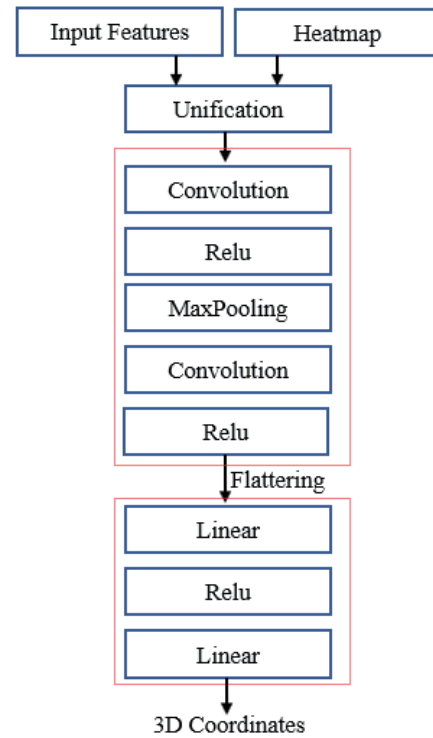 Input Features
Heatmap
Unification
Convolution
Relu
MaxPooling
Convolution
Relu
Flattering
Linear
Relu
Linear
3D Coordinates